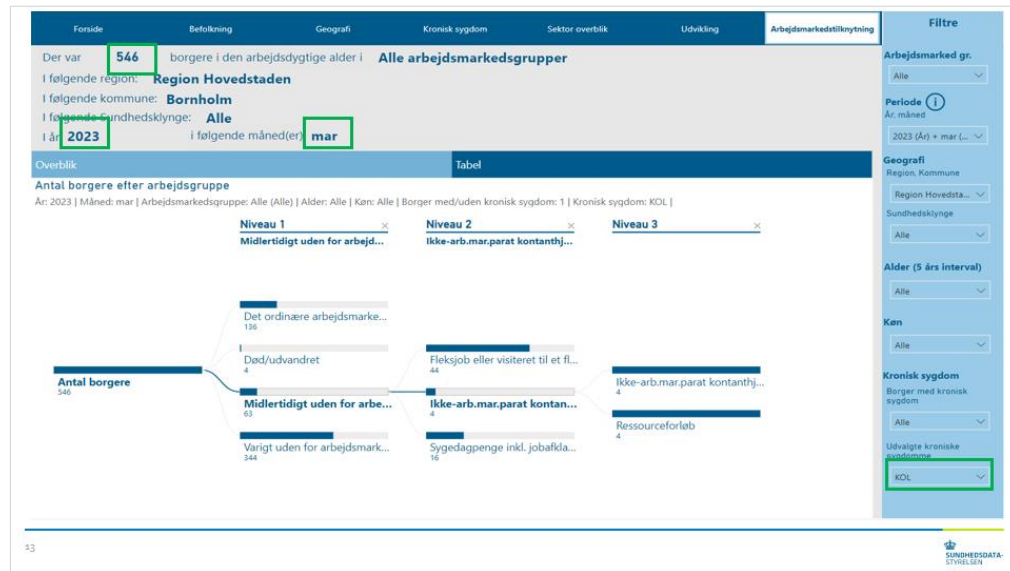 Forside Befolkning Geografi Kronisk sygdom Sektor overblik Udvikling Arbejdsmarkedstilknytning
Der var 546 borgere i den arbejdsdygtige alder i Alle arbejdsmarkedsgrupper
I følgende region: Region Hovedstaden
I følgende kommune: Bornholm
I følgende Sundhedsklynge: Alle
I år 2023 i følgende måned(er) mar
Overblik Tabel
Antal borgere efter arbejdsgruppe
År: 2023 | Måned: mar | Arbejdsmarkedsgruppe: Alle (Alle) | Alder: Alle | Køn: Alle | Borger med/uden kronisk sygdom: 1 | Kronisk sygdom: KOL |
Niveau 1 × Niveau 2 × Niveau 3 ×
Midlertidigt uden for arbejd... Ikke-arb.mar.parat kontanthj...
Antal borgere
546
Det ordinære arbejdsmarke...
136
Død/udvandret
4
Midlertidigt uden for arbe...
63
Varigt uden for arbejdsmark...
344
Fleksjob eller visiteret til et fl...
44
Ikke-arb.mar.parat kontan...
4
Sygedagpenge inkl. jobafkla...
16
Ikke-arb.mar.parat kontanthj...
4
Ressourceforløb
4
Filtre
Arbejdsmarked gr.
Alle
Periode i
År, måned
2023 (År) + mar (...
Geografi
Region, Kommune
Region Hovedsta...
Sundhedsklynge
Alle
Alder (5 års interval)
Alle
Køn
Alle
Kronisk sygdom
Borger med kronisk
sygdom
Alle
Udvalgte kroniske
sygdomme
KOL
13
SUNDHEDSDATA-
STYRELSEN